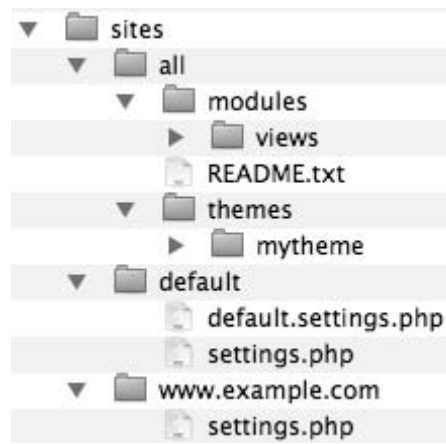 sites
all
modules
views
README.txt
themes
mytheme
default
default.settings.php
settings.php
www.example.com
settings.php